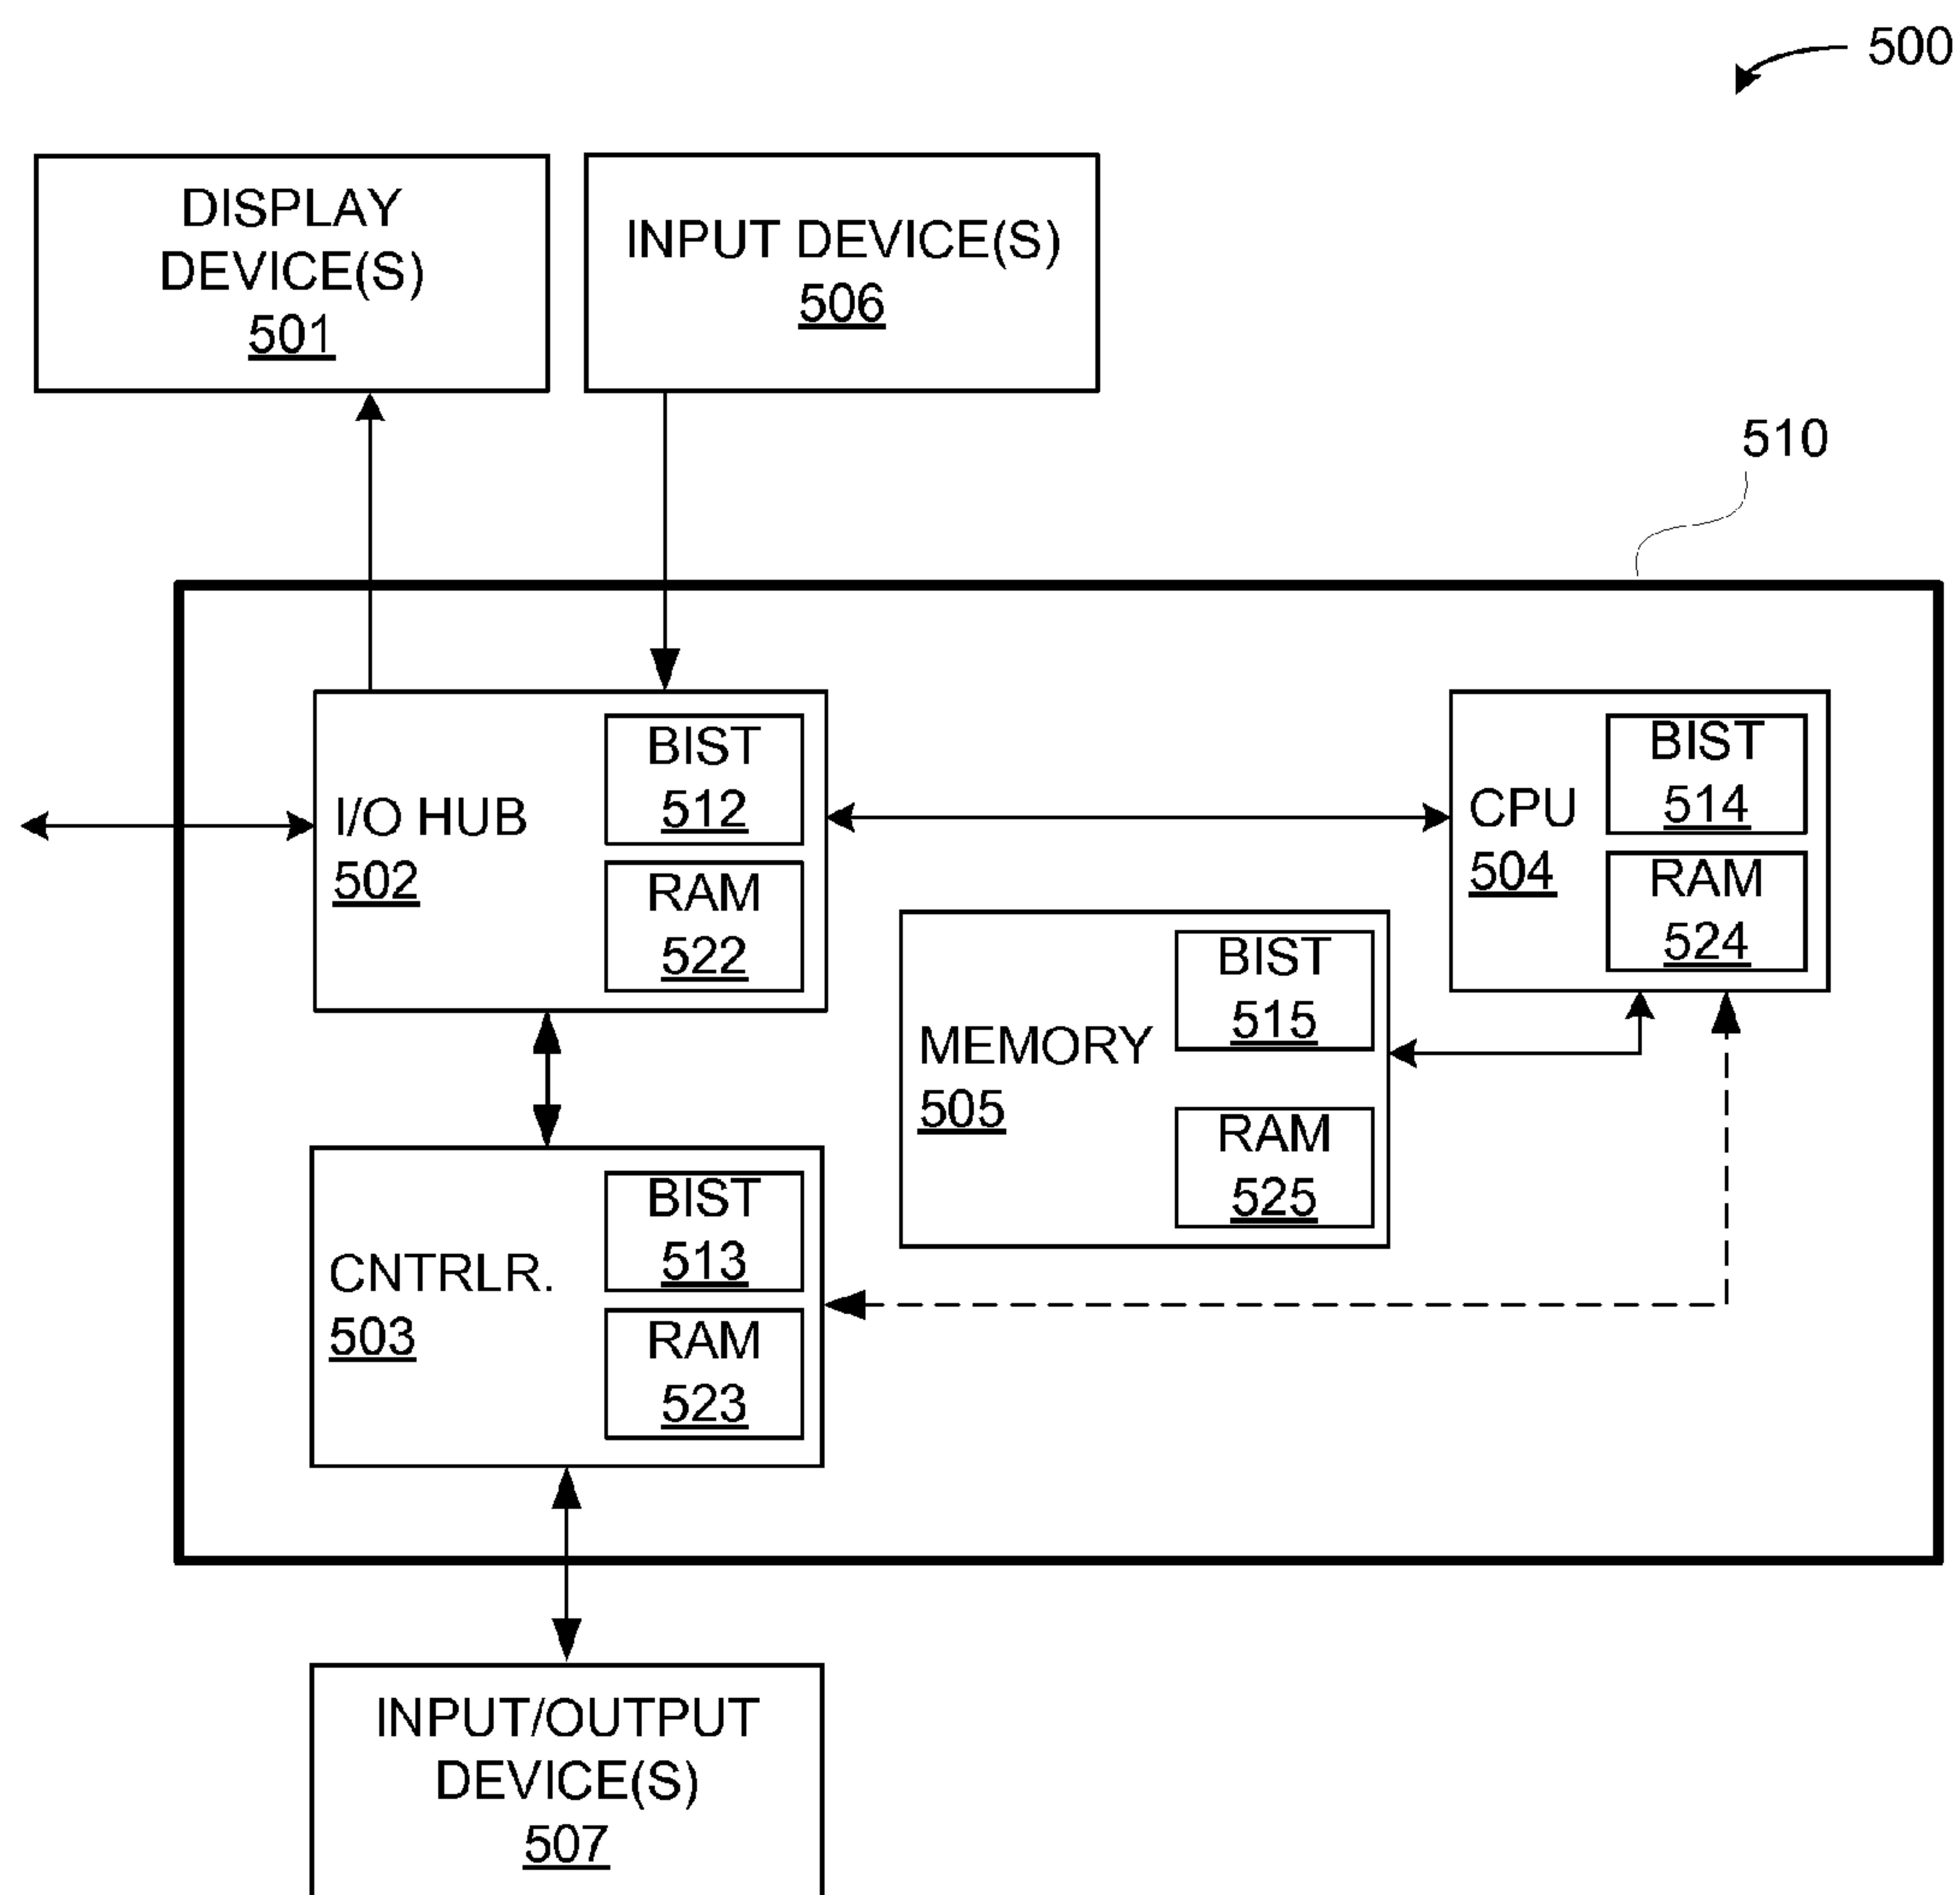 500
DISPLAY
DEVICE(S)
501
INPUT DEVICE(S)
506
510
I/O HUB
502
BIST
512
RAM
522
CPU
504
BIST
514
RAM
524
MEMORY
505
BIST
515
RAM
525
CNTRLR.
503
BIST
513
RAM
523
INPUT/OUTPUT
DEVICE(S)
507